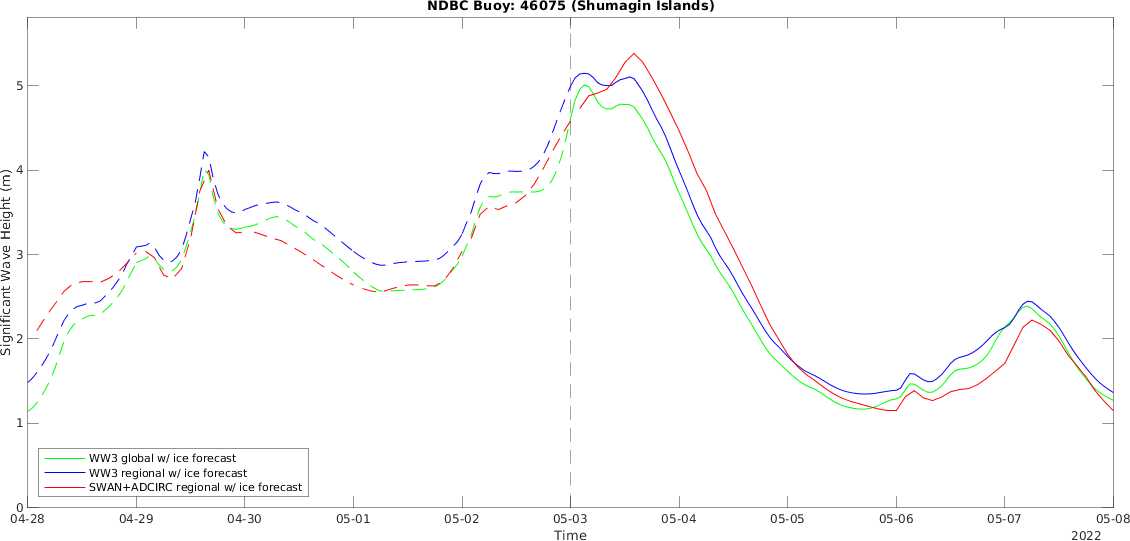 NDBC Buoy: 46075 (Shumagin Islands)
Significant Wave Height (m)
5
4
3
2
1
0
WW3 global w/ ice forecast
WW3 regional w/ ice forecast
SWAN+ADCIRC regional w/ ice forecast
04-28 04-29 04-30 05-01 05-02 05-03 05-04 05-05 05-06 05-07 05-08
Time
2022